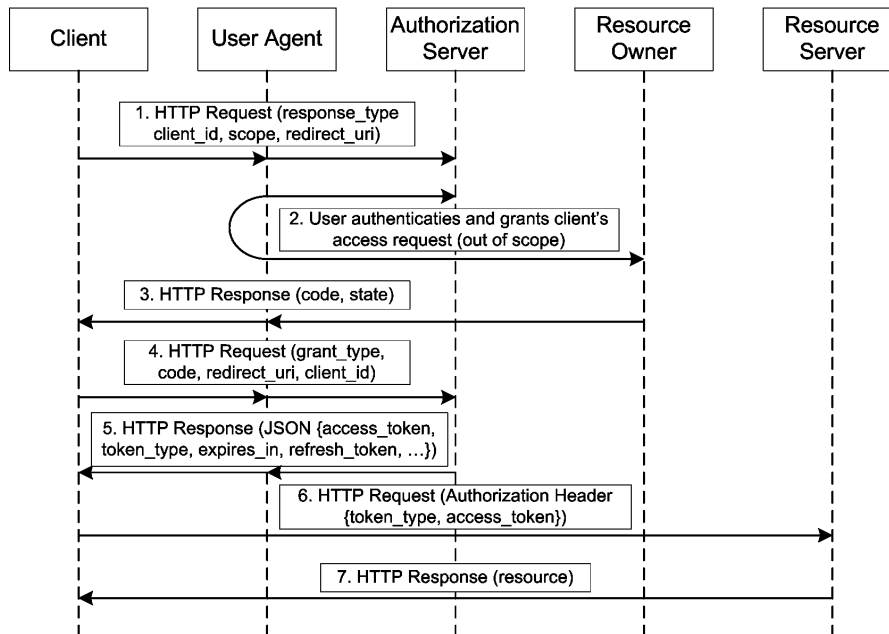 Client
User Agent
Authorization
Server
Resource
Owner
Resource
Server
1. HTTP Request (response_type
client_id, scope, redirect_uri)
2. User authenticaties and grants client's
access request (out of scope)
3. HTTP Response (code, state)
4. HTTP Request (grant_type,
code, redirect_uri, client_id)
5. HTTP Response (JSON {access_token,
token_type, expires_in, refresh_token, ...})
6. HTTP Request (Authorization Header
{token_type, access_token})
7. HTTP Response (resource)